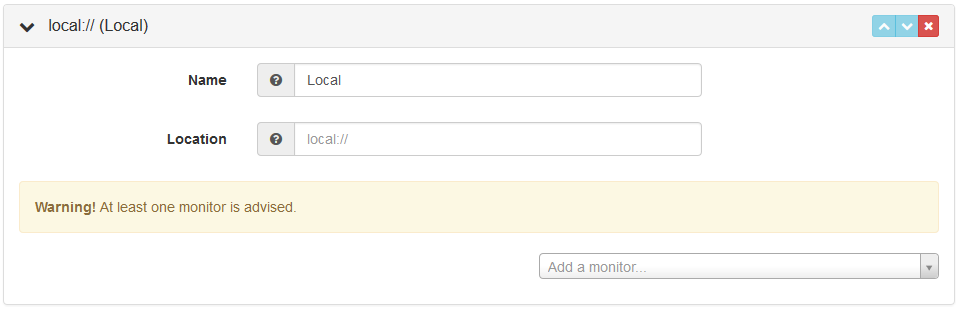 local:// (Local)
Name
Local
Location
local://
Warning! At least one monitor is advised.
Add a monitor...